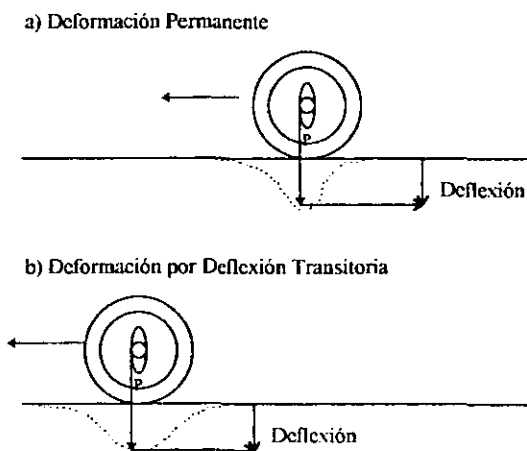 a) Deformación Permanente
P
Deflexión
b) Deformación por Deflexión Transitoria
P
Deflexión